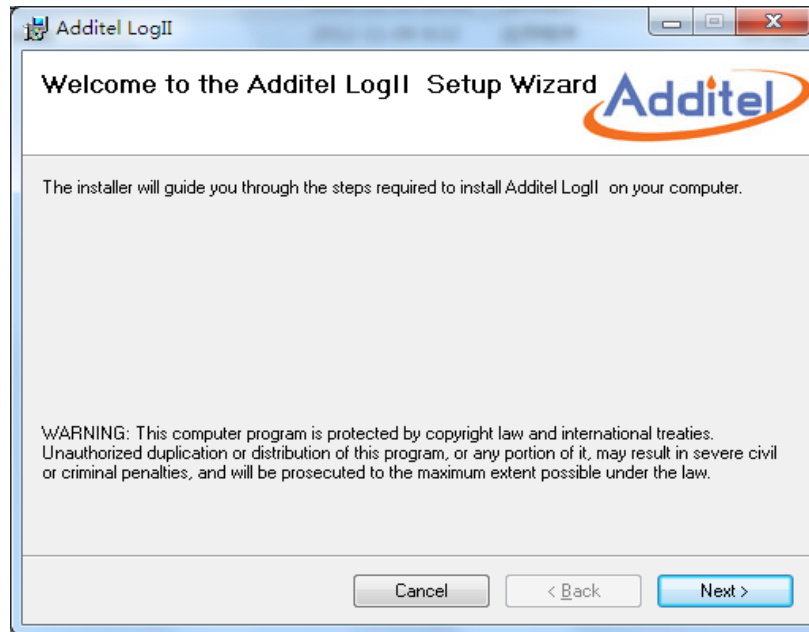 Additel LogII
Welcome to the Additel LogII Setup Wizard
Additel
The installer will guide you through the steps required to install Additel LogII on your computer.
WARNING: This computer program is protected by copyright law and international treaties.
Unauthorized duplication or distribution of this program, or any portion of it, may result in severe civil
or criminal penalties, and will be prosecuted to the maximum extent possible under the law.
Cancel
< Back
Next >